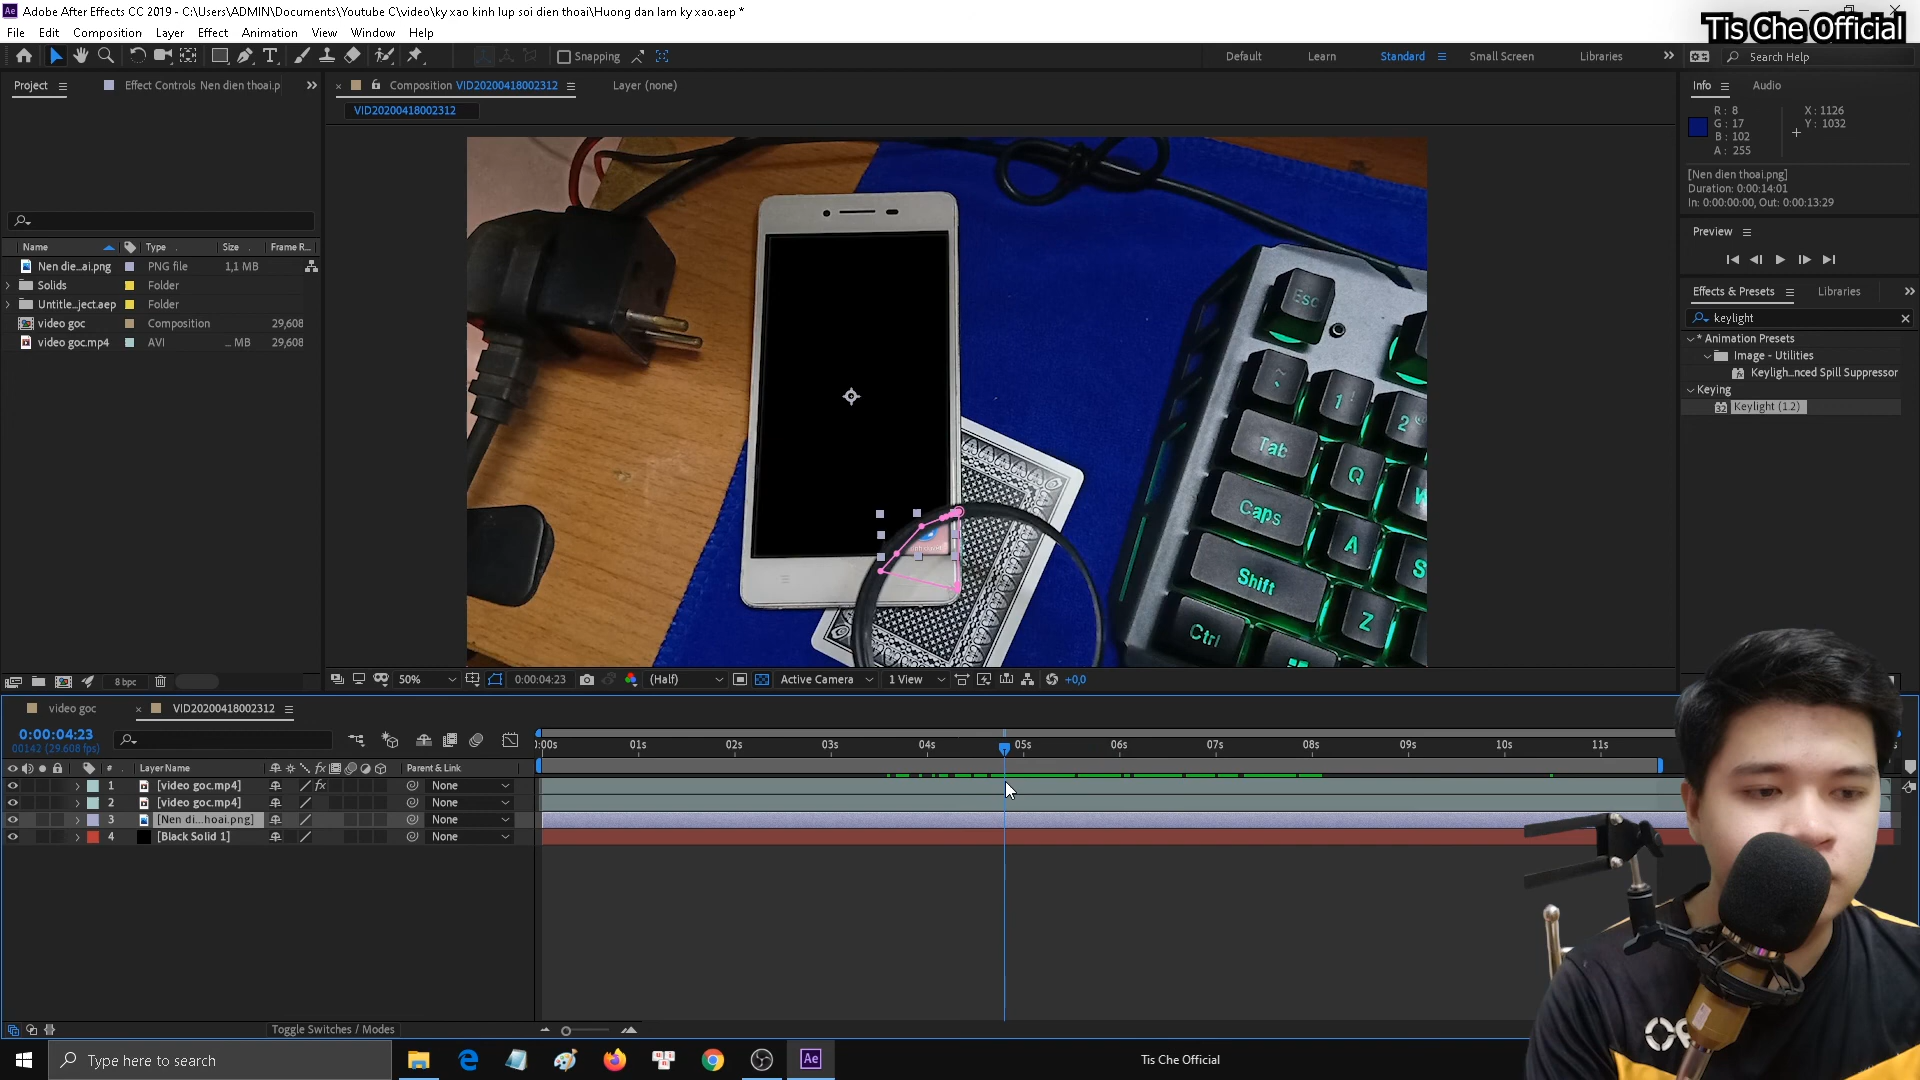 Adobe After Effects CC 2019 - C:\Users\ADMIN\Documents\Youtube C\video\ky xao kinh lup soi dien thoai\Huong dan lam ky xao.aep *
Tis Che Official
File Edit Composition Layer Effect Animation View Window Help
Snapping
Default Learn Standard Small Screen Libraries
Search Help
Project Effect Controls Nen dien thoai.p
Composition VID20200418002312
Layer (none)
VID20200418002312
Info Audio
R: 8
G: 17
B: 102
A: 255
X: 1126
Y: 1032
[Nen dien thoai.png]
Duration: 0:00:14:01
In: 0:00:00:00, Out: 0:00:13:29
Preview
Effects & Presets Libraries
keylight
* Animation Presets
Image - Utilities
Keyligh...nced Spill Suppressor
Keying
32 Keylight (1.2)
Name Type Size Frame R...
Nen die...ai.png PNG file 1,1 MB
Solids Folder
Untitle...ject.aep Folder
video goc Composition 29,608
video goc.mp4 AVI ... MB 29,608
Esc
1
2
Tab
Q
Caps
A
S
Shift
Z
Ctrl
8 bpc
50% 0:00:04:23 (Half) Active Camera 1 View +0,0
video goc VID20200418002312
0:00:04:23
00142 (29.608 fps)
:00s 01s 02s 03s 04s 05s 06s 07s 08s 09s 10s 11s
# Layer Name fx Parent & Link
1 [video goc.mp4] fx None
2 [video goc.mp4] None
3 [Nen di...hoai.png] None
4 [Black Solid 1] None
Toggle Switches / Modes
Type here to search
Ae
Tis Che Official